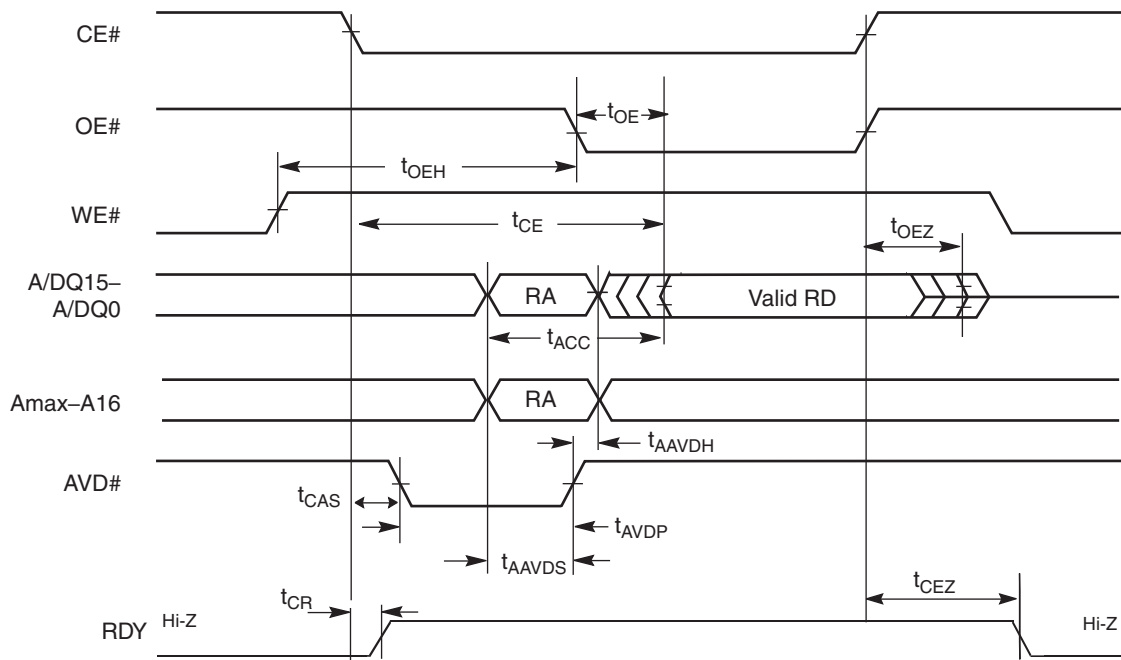 CE#
OE#
tOE
tOEH
WE#
tCE
tOEZ
A/DQ15–
A/DQ0
RA
Valid RD
tACC
Amax–A16
RA
tAAVDH
AVD#
tCAS
tAVDP
tAAVDS
tCEZ
tCR
RDY
Hi-Z
Hi-Z